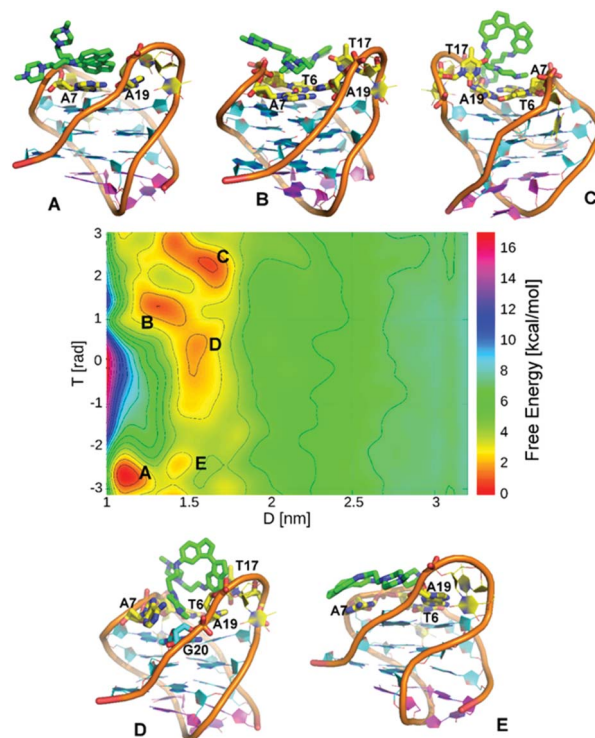 A7
A19
A
A7
T6
T17
A19
B
T17
A7
A19
T6
C
3
2
1
0
-1
-2
-3
T [rad]
C
B
D
A
E
1
1.5
2
2.5
3
D [nm]
16
14
12
10
8
6
4
2
0
Free Energy [kcal/mol]
A7
T17
T6
A19
G20
D
A19
A7
T6
E